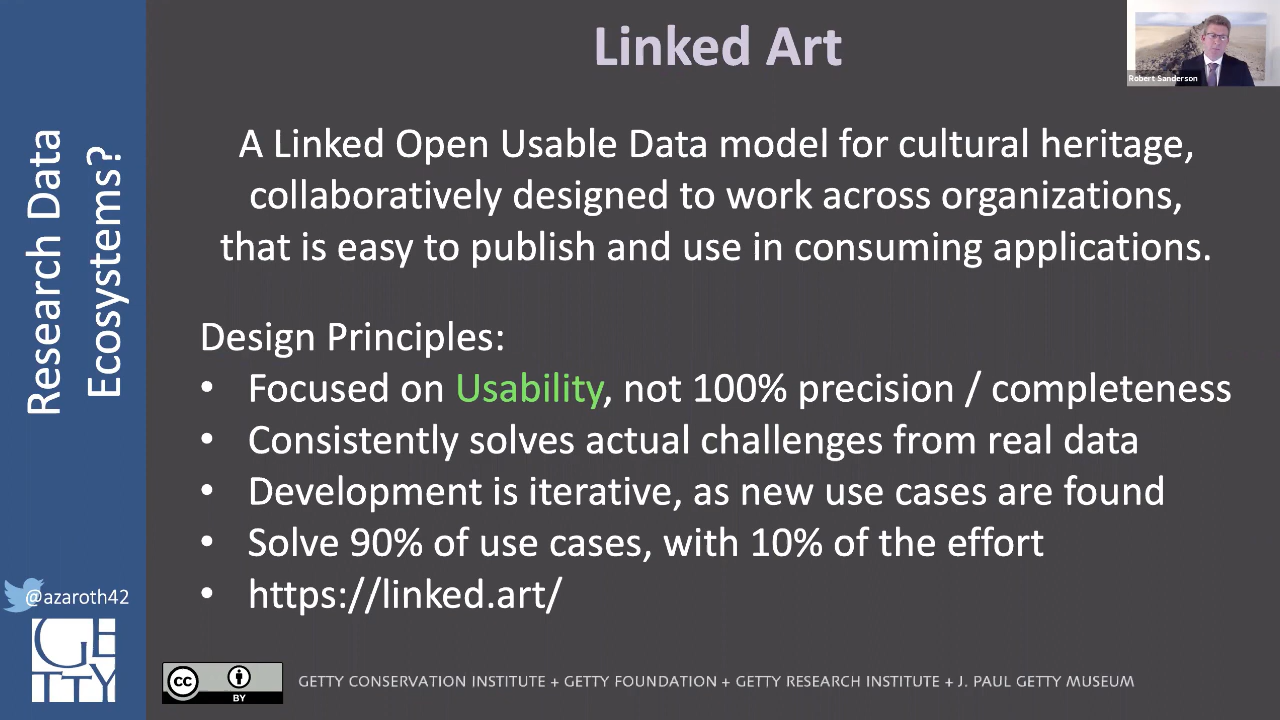 Linked Art
Robert Sanderson
Research Data
Ecosystems?
A Linked Open Usable Data model for cultural heritage,
collaboratively designed to work across organizations,
that is easy to publish and use in consuming applications.
Design Principles:
• Focused on Usability, not 100% precision / completeness
• Consistently solves actual challenges from real data
• Development is iterative, as new use cases are found
• Solve 90% of use cases, with 10% of the effort
• https://linked.art/
@azaroth42
GETTY
cc
BY
GETTY CONSERVATION INSTITUTE + GETTY FOUNDATION + GETTY RESEARCH INSTITUTE + J. PAUL GETTY MUSEUM